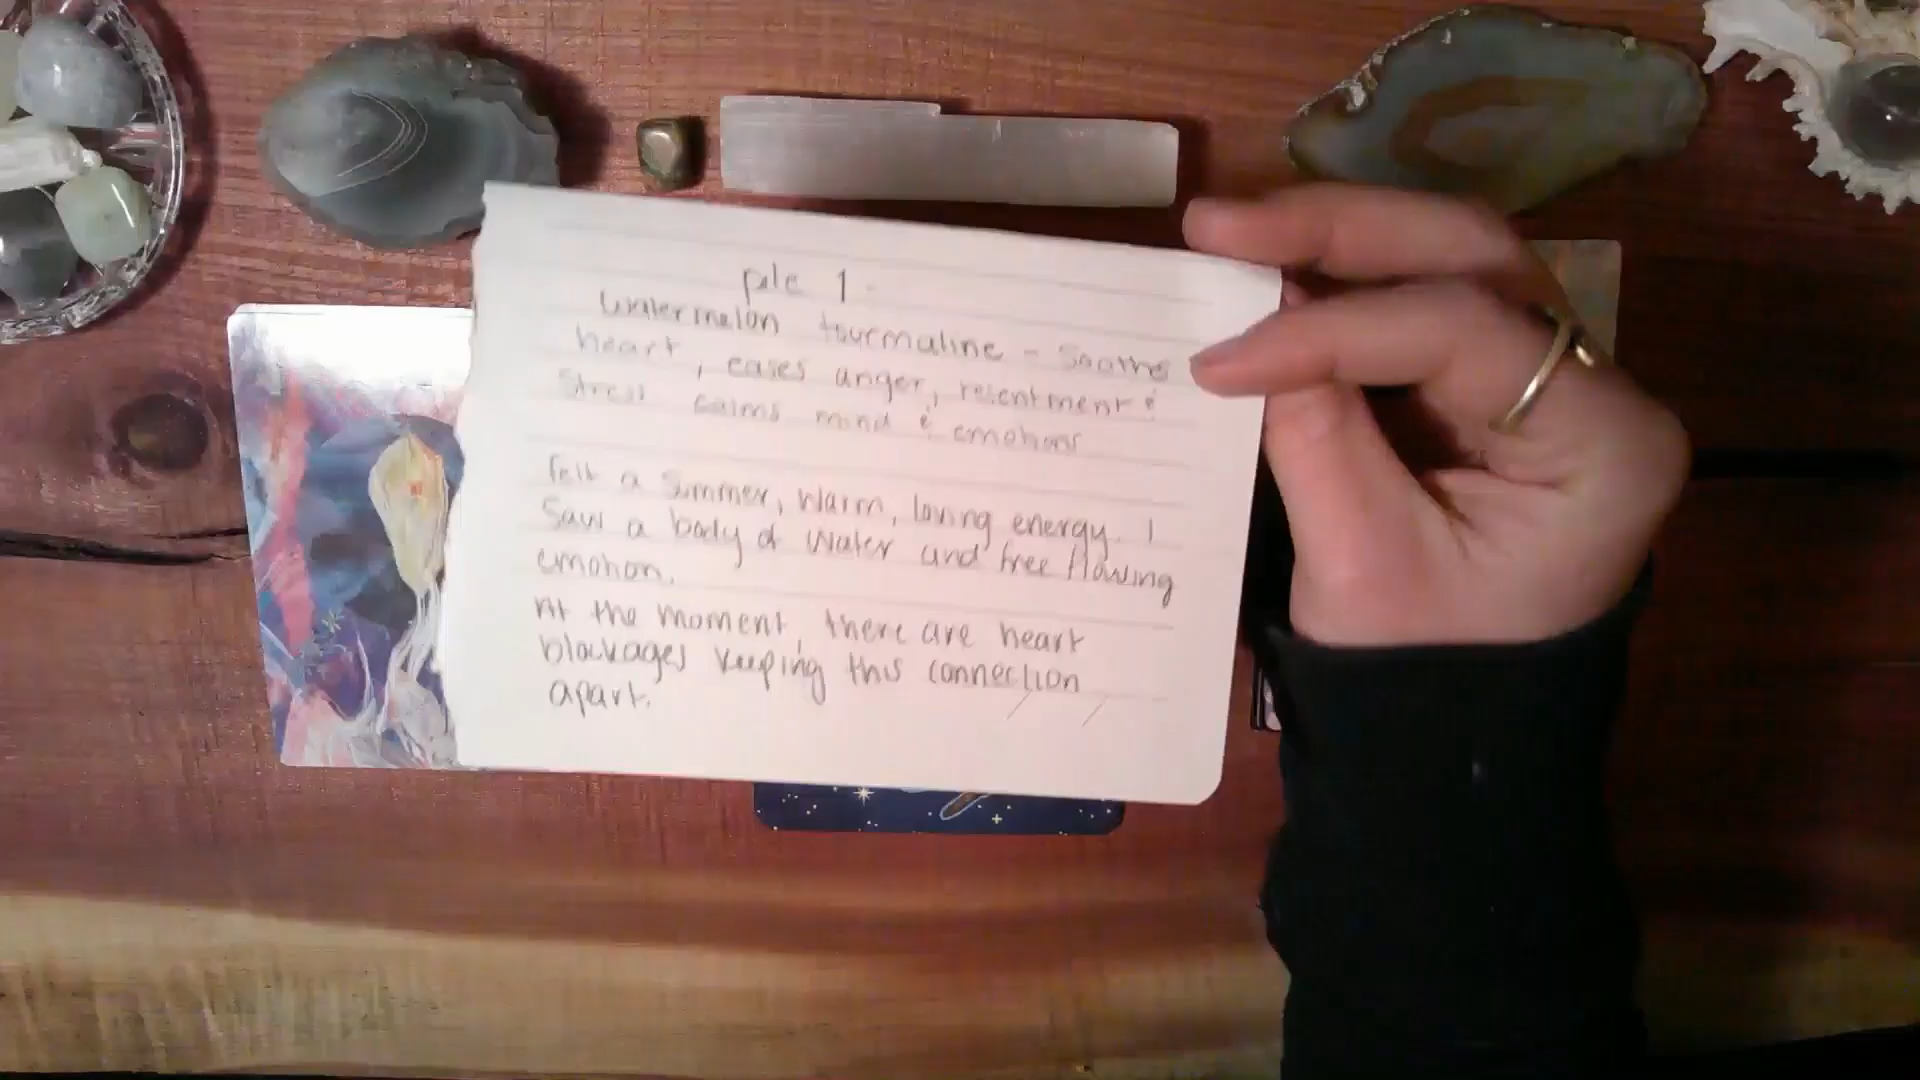 pile 1 -
watermelon tourmaline - Soothes
heart, eases anger, resentment &
Stress calms mind & emotions
felt a summer, warm, loving energy. I
Saw a body of water and free flowing
emotion.
At the moment, there are heart
blockages keeping this connection
apart.